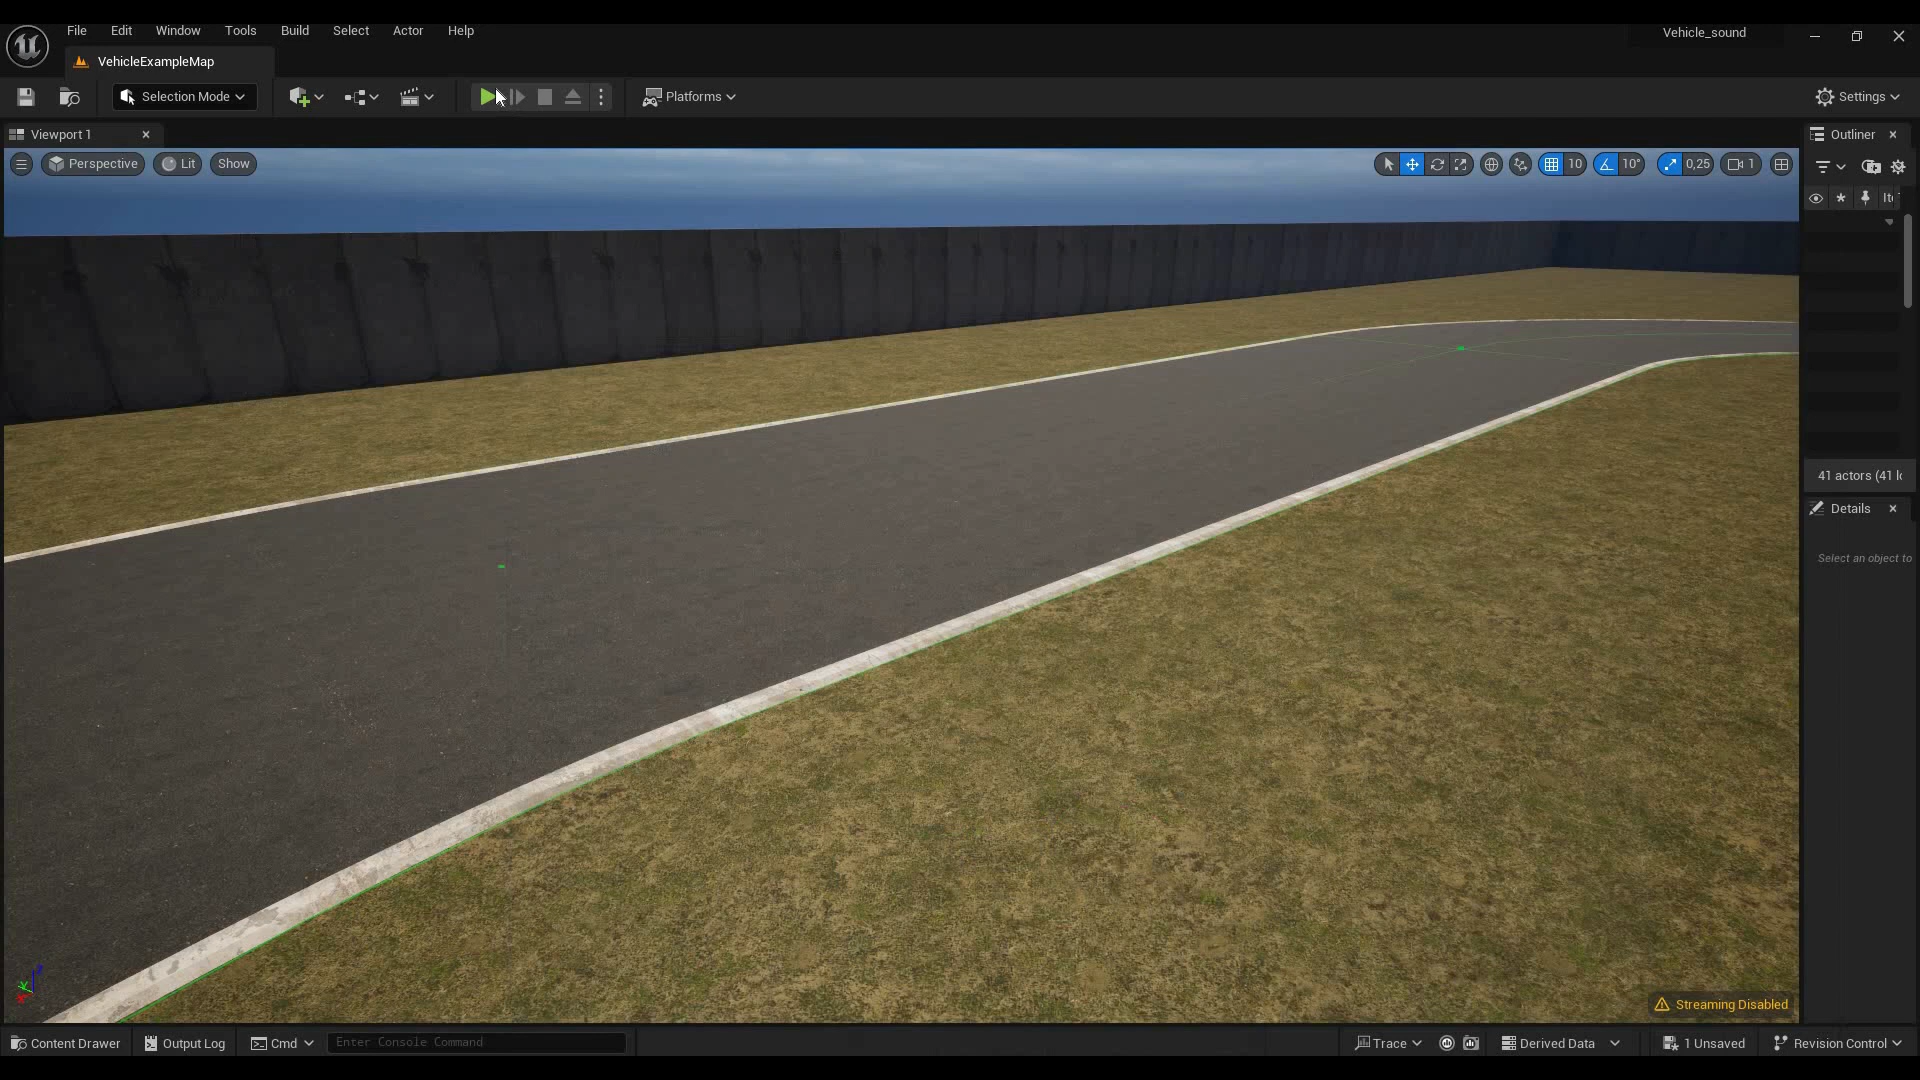 File Edit Window Tools Build Select Actor Help
Vehicle_sound
VehicleExampleMap
Selection Mode
Platforms
Settings
Viewport 1
Outliner
Perspective Lit Show
10 10° 0,25 1
41 actors (41 l
Details
Select an object to
Streaming Disabled
Content Drawer Output Log Cmd Enter Console Command Trace Derived Data 1 Unsaved Revision Control